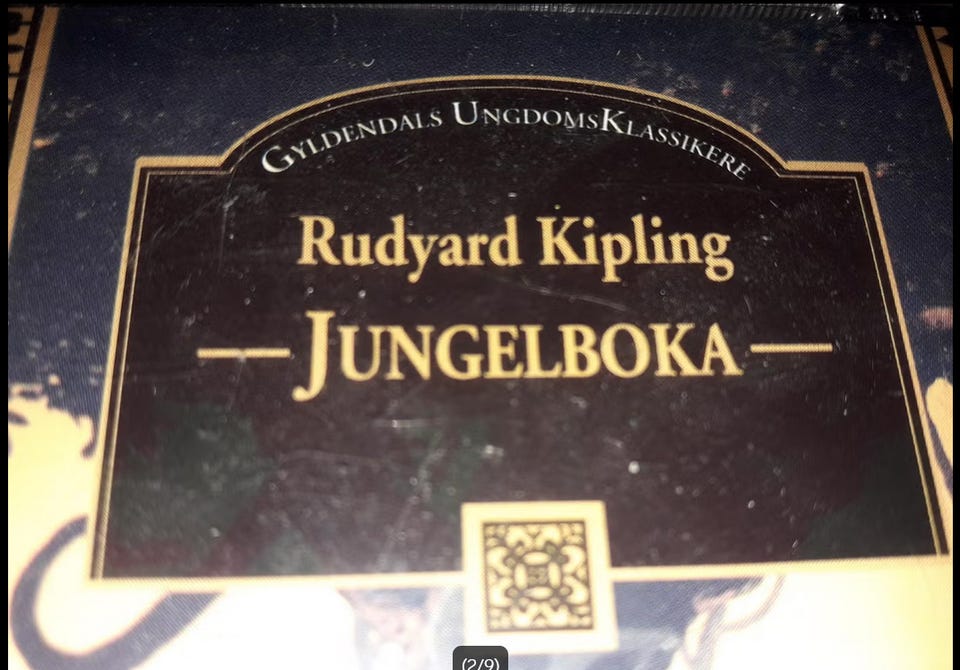 Gyldendals UngdomsKlassikere
Rudyard Kipling
Jungelboka
(2/9)